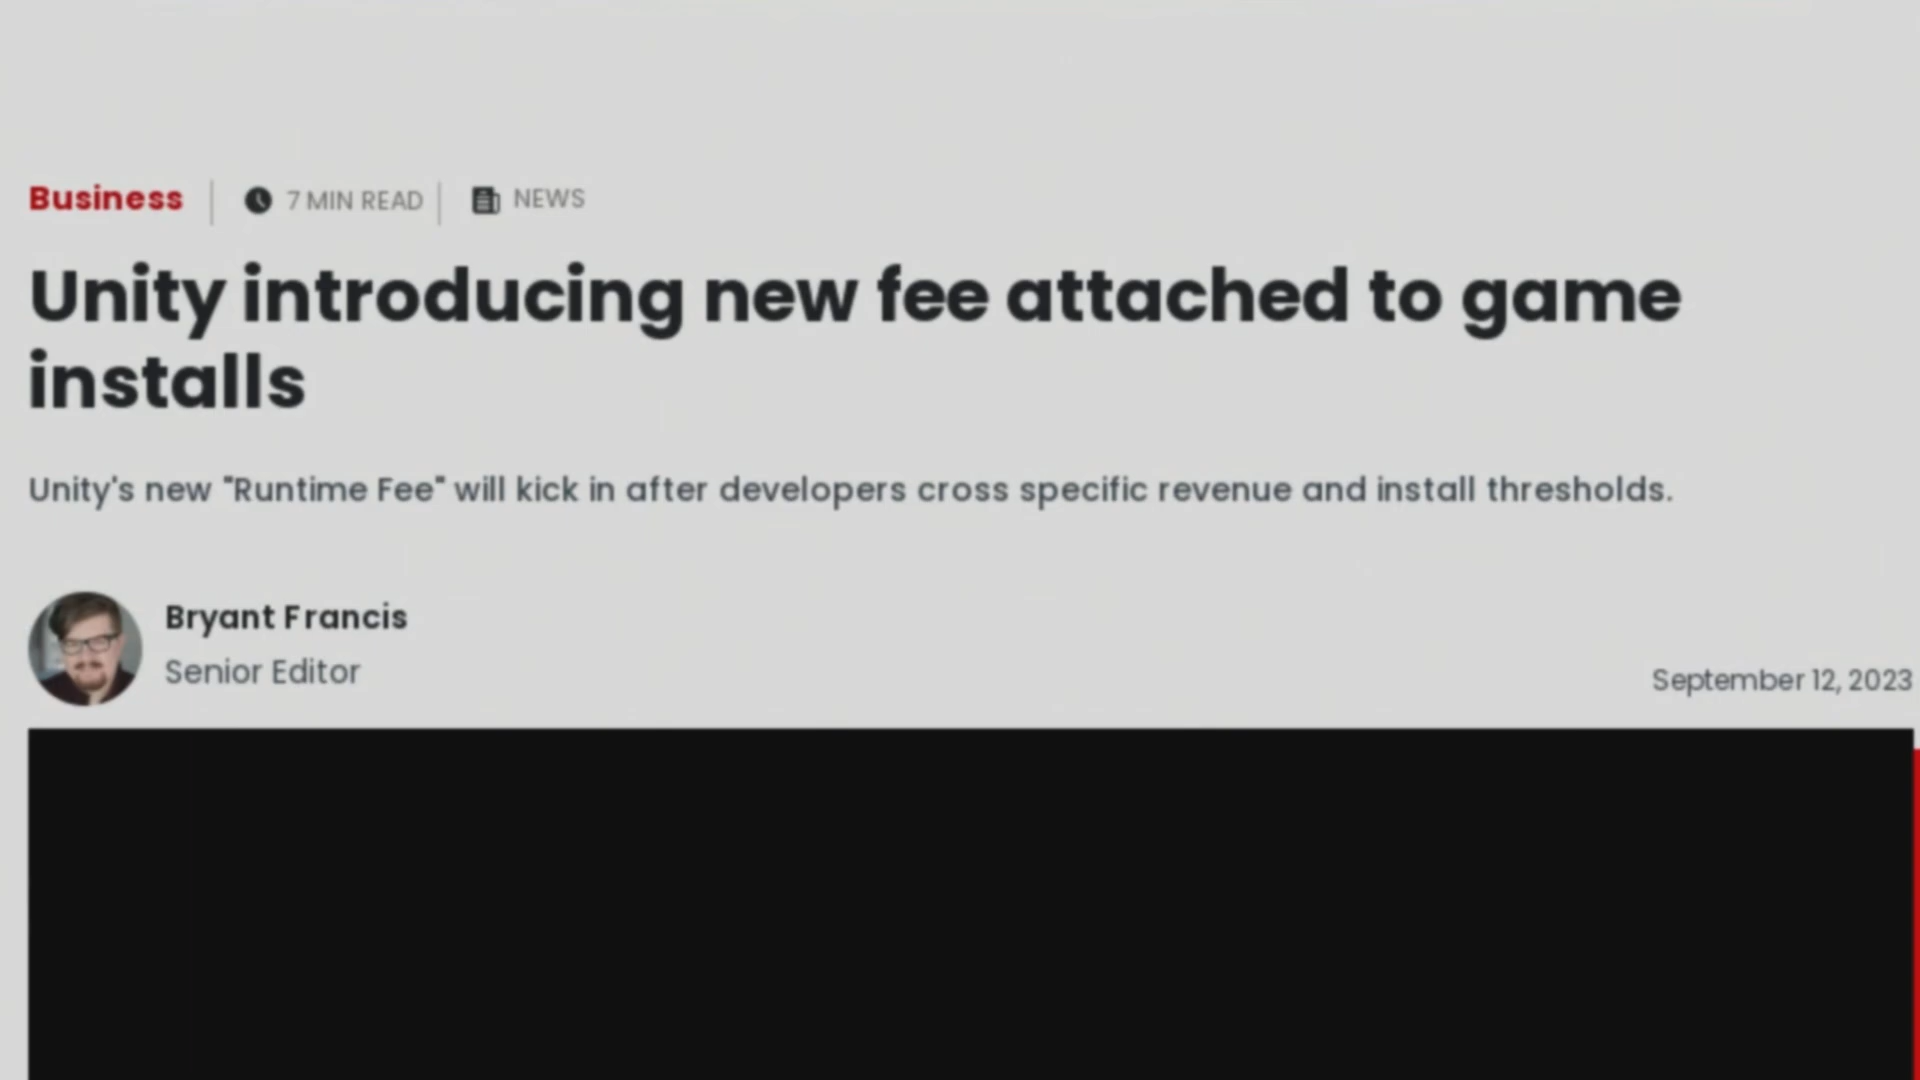 Business
7 MIN READ
NEWS
Unity introducing new fee attached to game
installs
Unity's new "Runtime Fee" will kick in after developers cross specific revenue and install thresholds.
Bryant Francis
Senior Editor
September 12, 2023